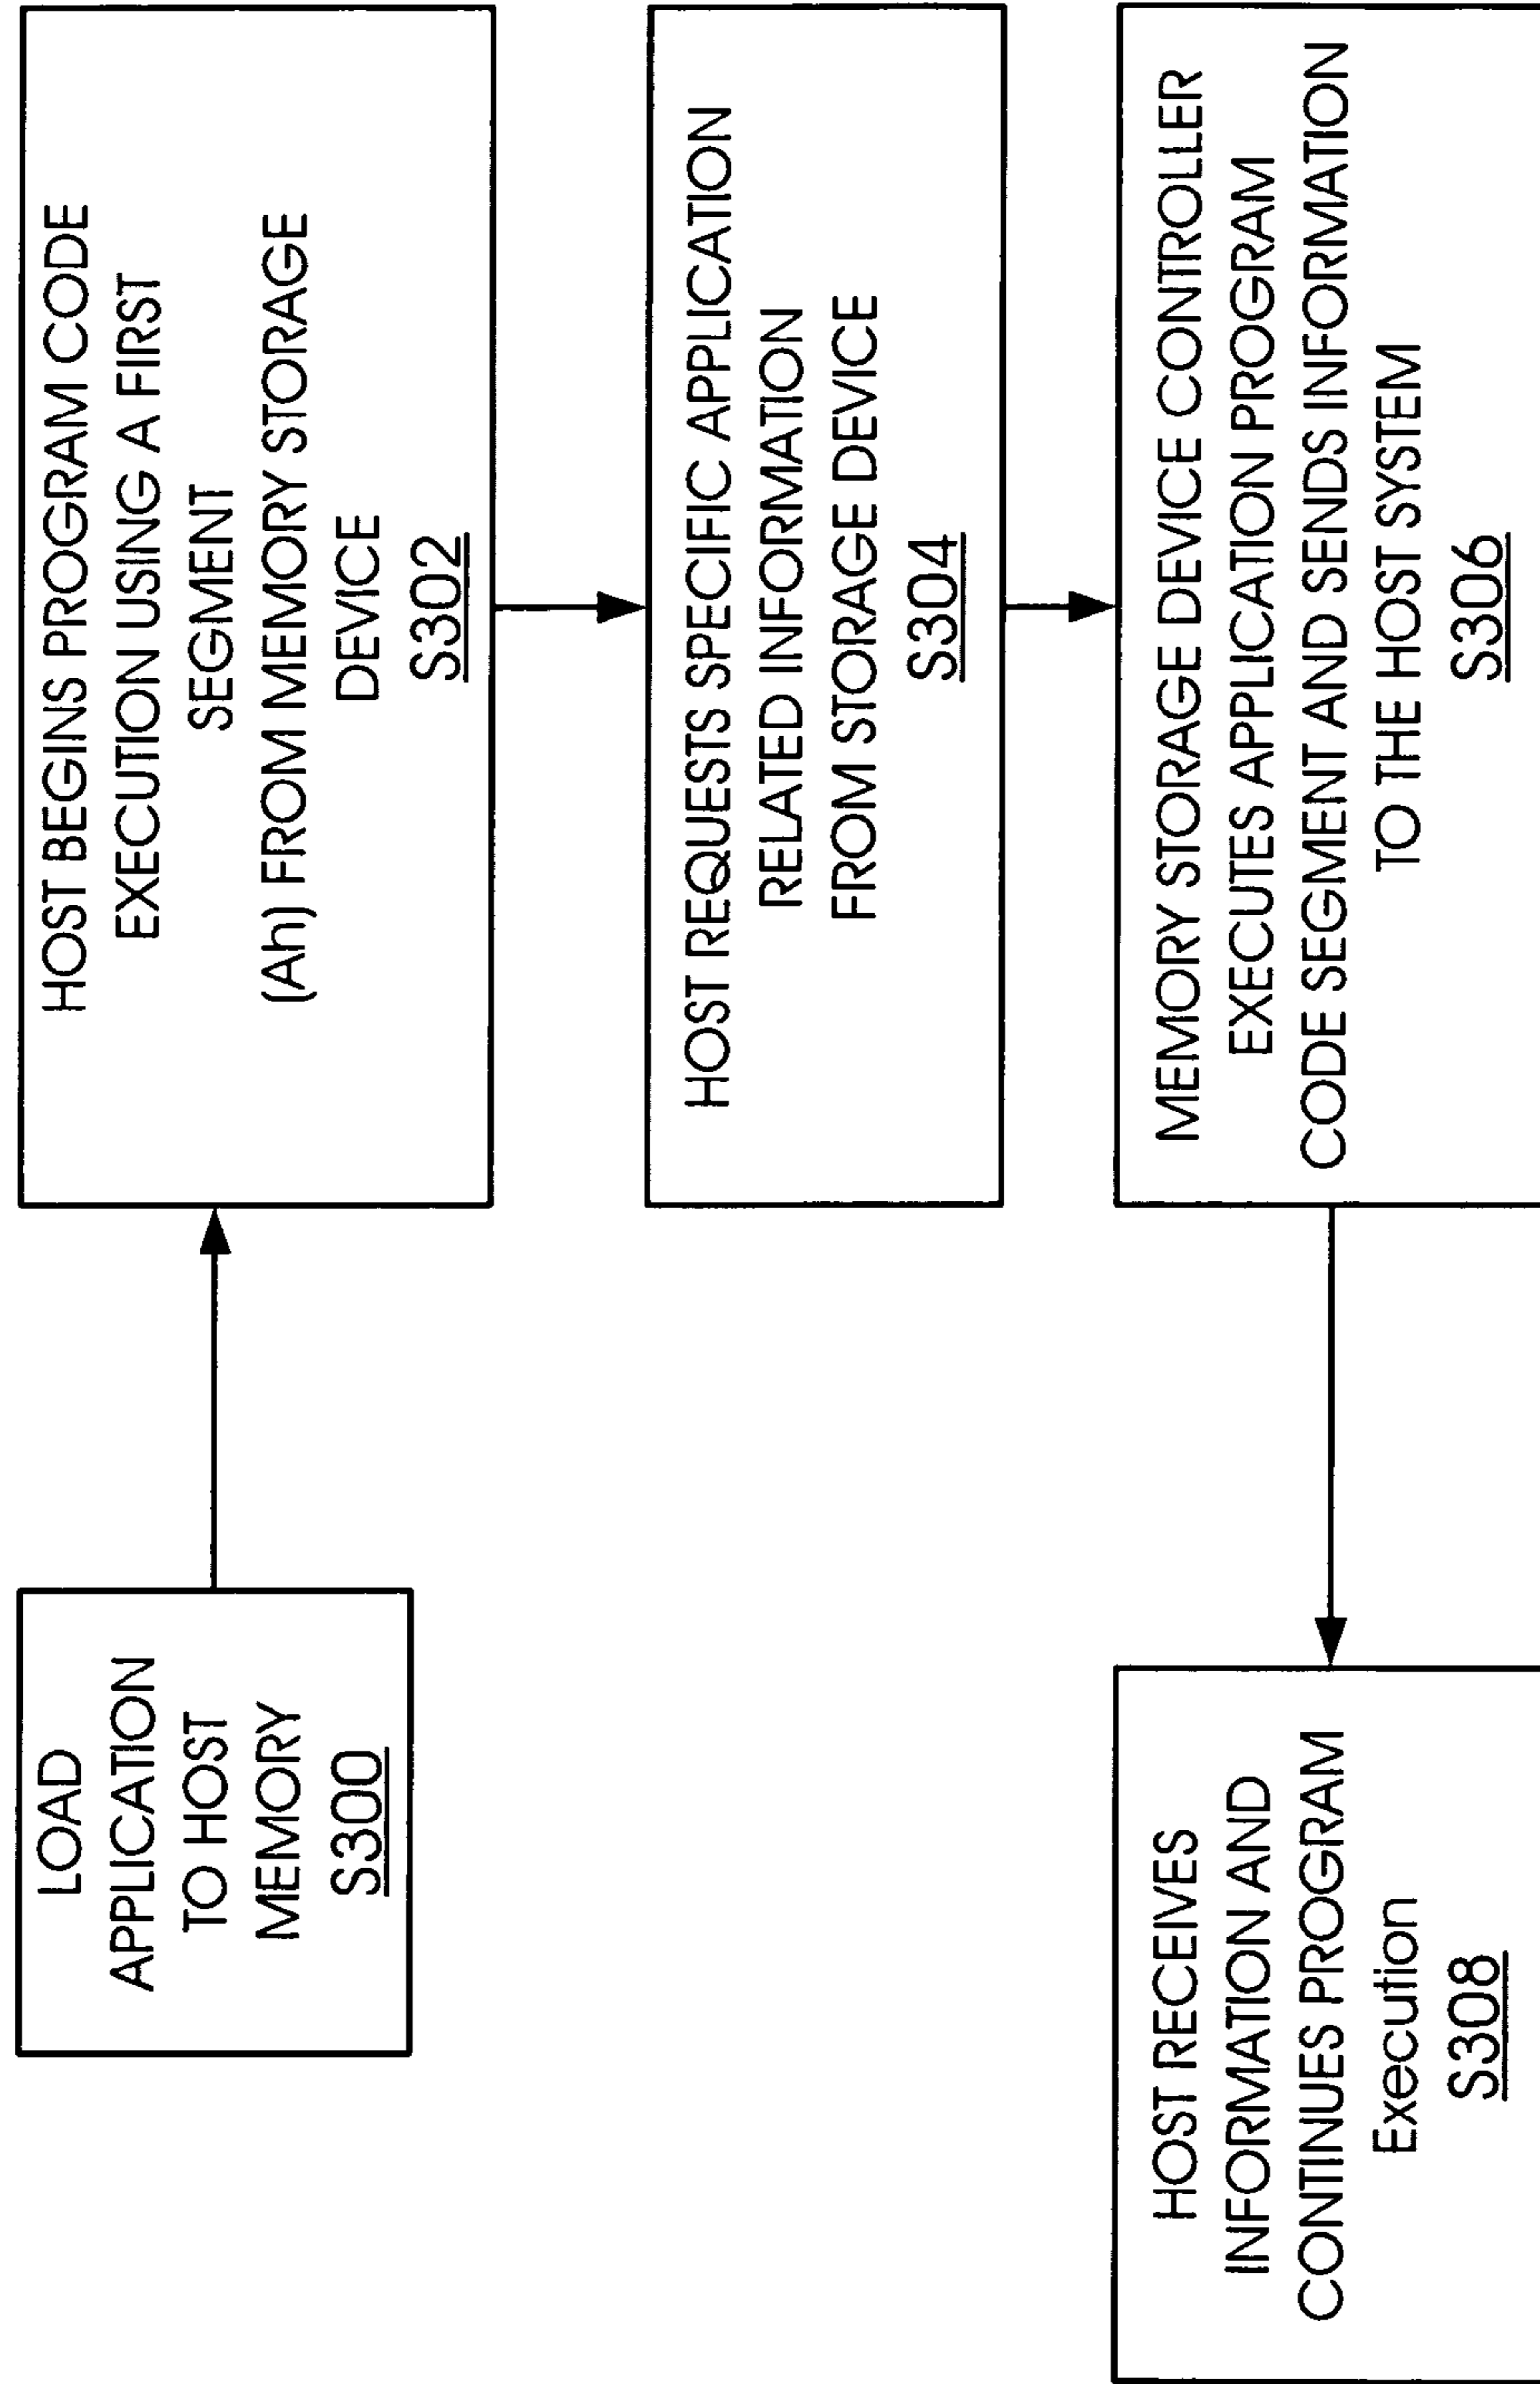 LOAD
APPLICATION
TO HOST
MEMORY
S300
HOST BEGINS PROGRAM CODE
EXECUTION USING A FIRST
SEGMENT
(Ah) FROM MEMORY STORAGE
DEVICE
S302
HOST REQUESTS SPECIFIC APPLICATION
RELATED INFORMATION
FROM STORAGE DEVICE
S304
MEMORY STORAGE DEVICE CONTROLLER
EXECUTES APPLICATION PROGRAM
CODE SEGMENT AND SENDS INFORMATION
TO THE HOST SYSTEM
S306
HOST RECEIVES
INFORMATION AND
CONTINUES PROGRAM
Execution
S308